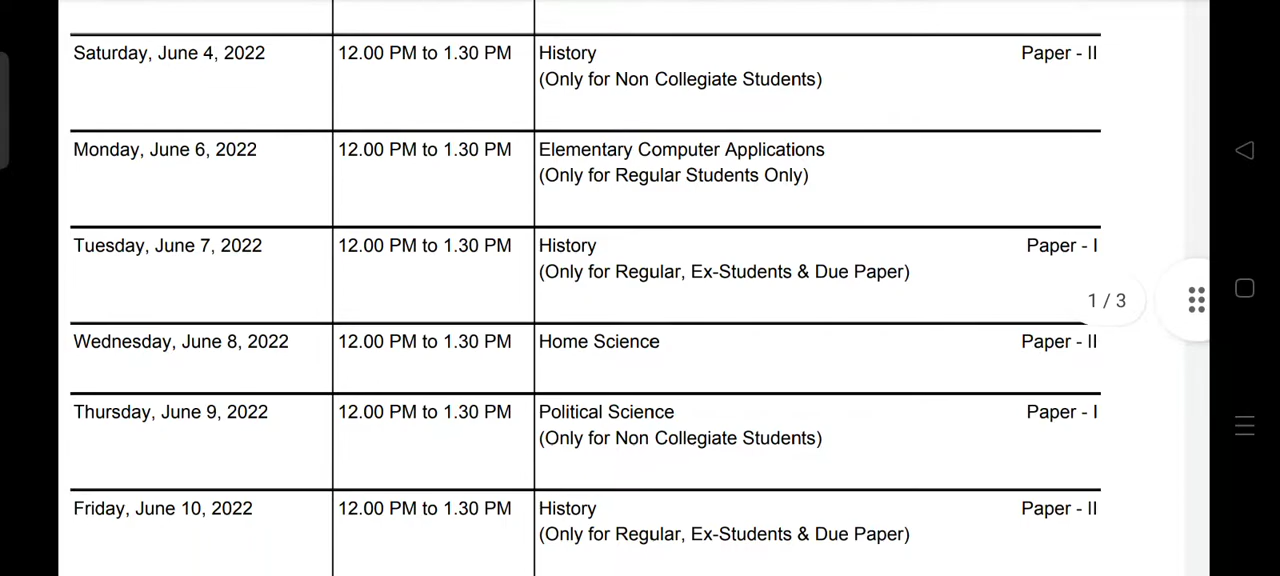 Saturday, June 4, 2022 12.00 PM to 1.30 PM History Paper - II
(Only for Non Collegiate Students)
Monday, June 6, 2022 12.00 PM to 1.30 PM Elementary Computer Applications
(Only for Regular Students Only)
Tuesday, June 7, 2022 12.00 PM to 1.30 PM History Paper - I
(Only for Regular, Ex-Students & Due Paper)
1 / 3
Wednesday, June 8, 2022 12.00 PM to 1.30 PM Home Science Paper - II
Thursday, June 9, 2022 12.00 PM to 1.30 PM Political Science Paper - I
(Only for Non Collegiate Students)
Friday, June 10, 2022 12.00 PM to 1.30 PM History Paper - II
(Only for Regular, Ex-Students & Due Paper)